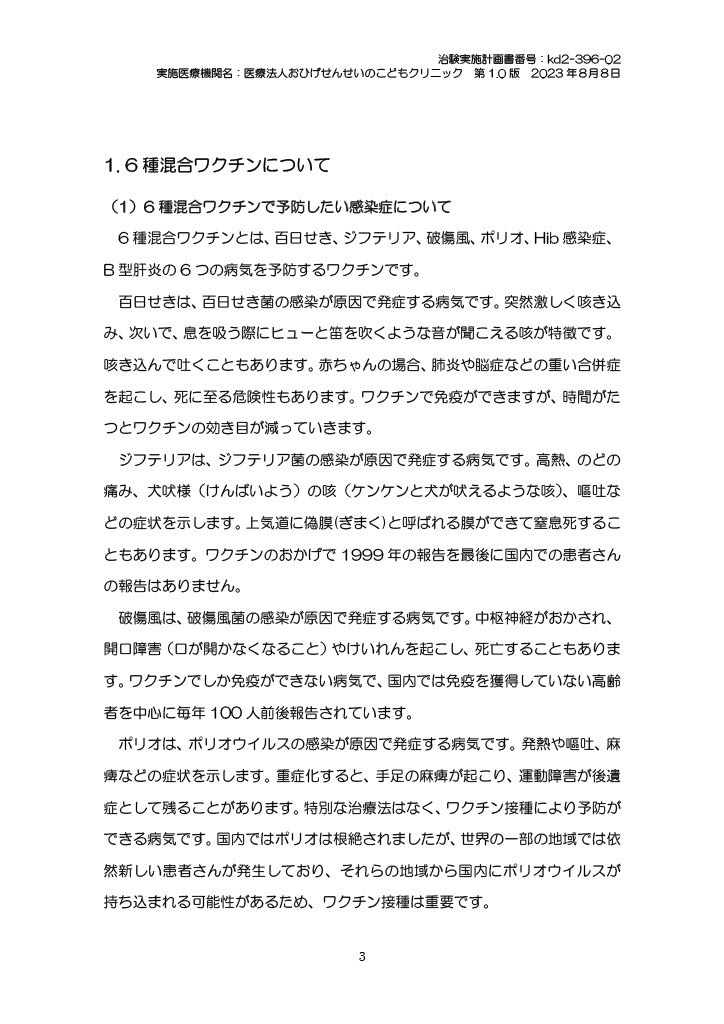 治験実施計画書番号：kd2-396-02
実施医療機関名：医療法人おひげせんせいのこどもクリニック　第 1.0 版　2023 年 8 月 8 日
1. 6 種混合ワクチンについて
（1）6 種混合ワクチンで予防したい感染症について
6 種混合ワクチンとは、百日せき、ジフテリア、破傷風、ポリオ、Hib 感染症、
B 型肝炎の 6 つの病気を予防するワクチンです。
百日せきは、百日せき菌の感染が原因で発症する病気です。突然激しく咳き込
み、次いで、息を吸う際にヒューと笛を吹くような音が聞こえる咳が特徴です。
咳き込んで吐くこともあります。赤ちゃんの場合、肺炎や脳症などの重い合併症
を起こし、死に至る危険性もあります。ワクチンで免疫ができますが、時間がた
つとワクチンの効き目が減っていきます。
ジフテリアは、ジフテリア菌の感染が原因で発症する病気です。高熱、のどの
痛み、犬吠様（けんばいよう）の咳（ケンケンと犬が吠えるような咳）、嘔吐な
どの症状を示します。上気道に偽膜(ぎまく)と呼ばれる膜ができて窒息死するこ
ともあります。ワクチンのおかげで 1999 年の報告を最後に国内での患者さん
の報告はありません。
破傷風は、破傷風菌の感染が原因で発症する病気です。中枢神経がおかされ、
開口障害（口が開かなくなること）やけいれんを起こし、死亡することもありま
す。ワクチンでしか免疫ができない病気で、国内では免疫を獲得していない高齢
者を中心に毎年 100 人前後報告されています。
ポリオは、ポリオウイルスの感染が原因で発症する病気です。発熱や嘔吐、麻
痺などの症状を示します。重症化すると、手足の麻痺が起こり、運動障害が後遺
症として残ることがあります。特別な治療法はなく、ワクチン接種により予防が
できる病気です。国内ではポリオは根絶されましたが、世界の一部の地域では依
然新しい患者さんが発生しており、それらの地域から国内にポリオウイルスが
持ち込まれる可能性があるため、ワクチン接種は重要です。
3